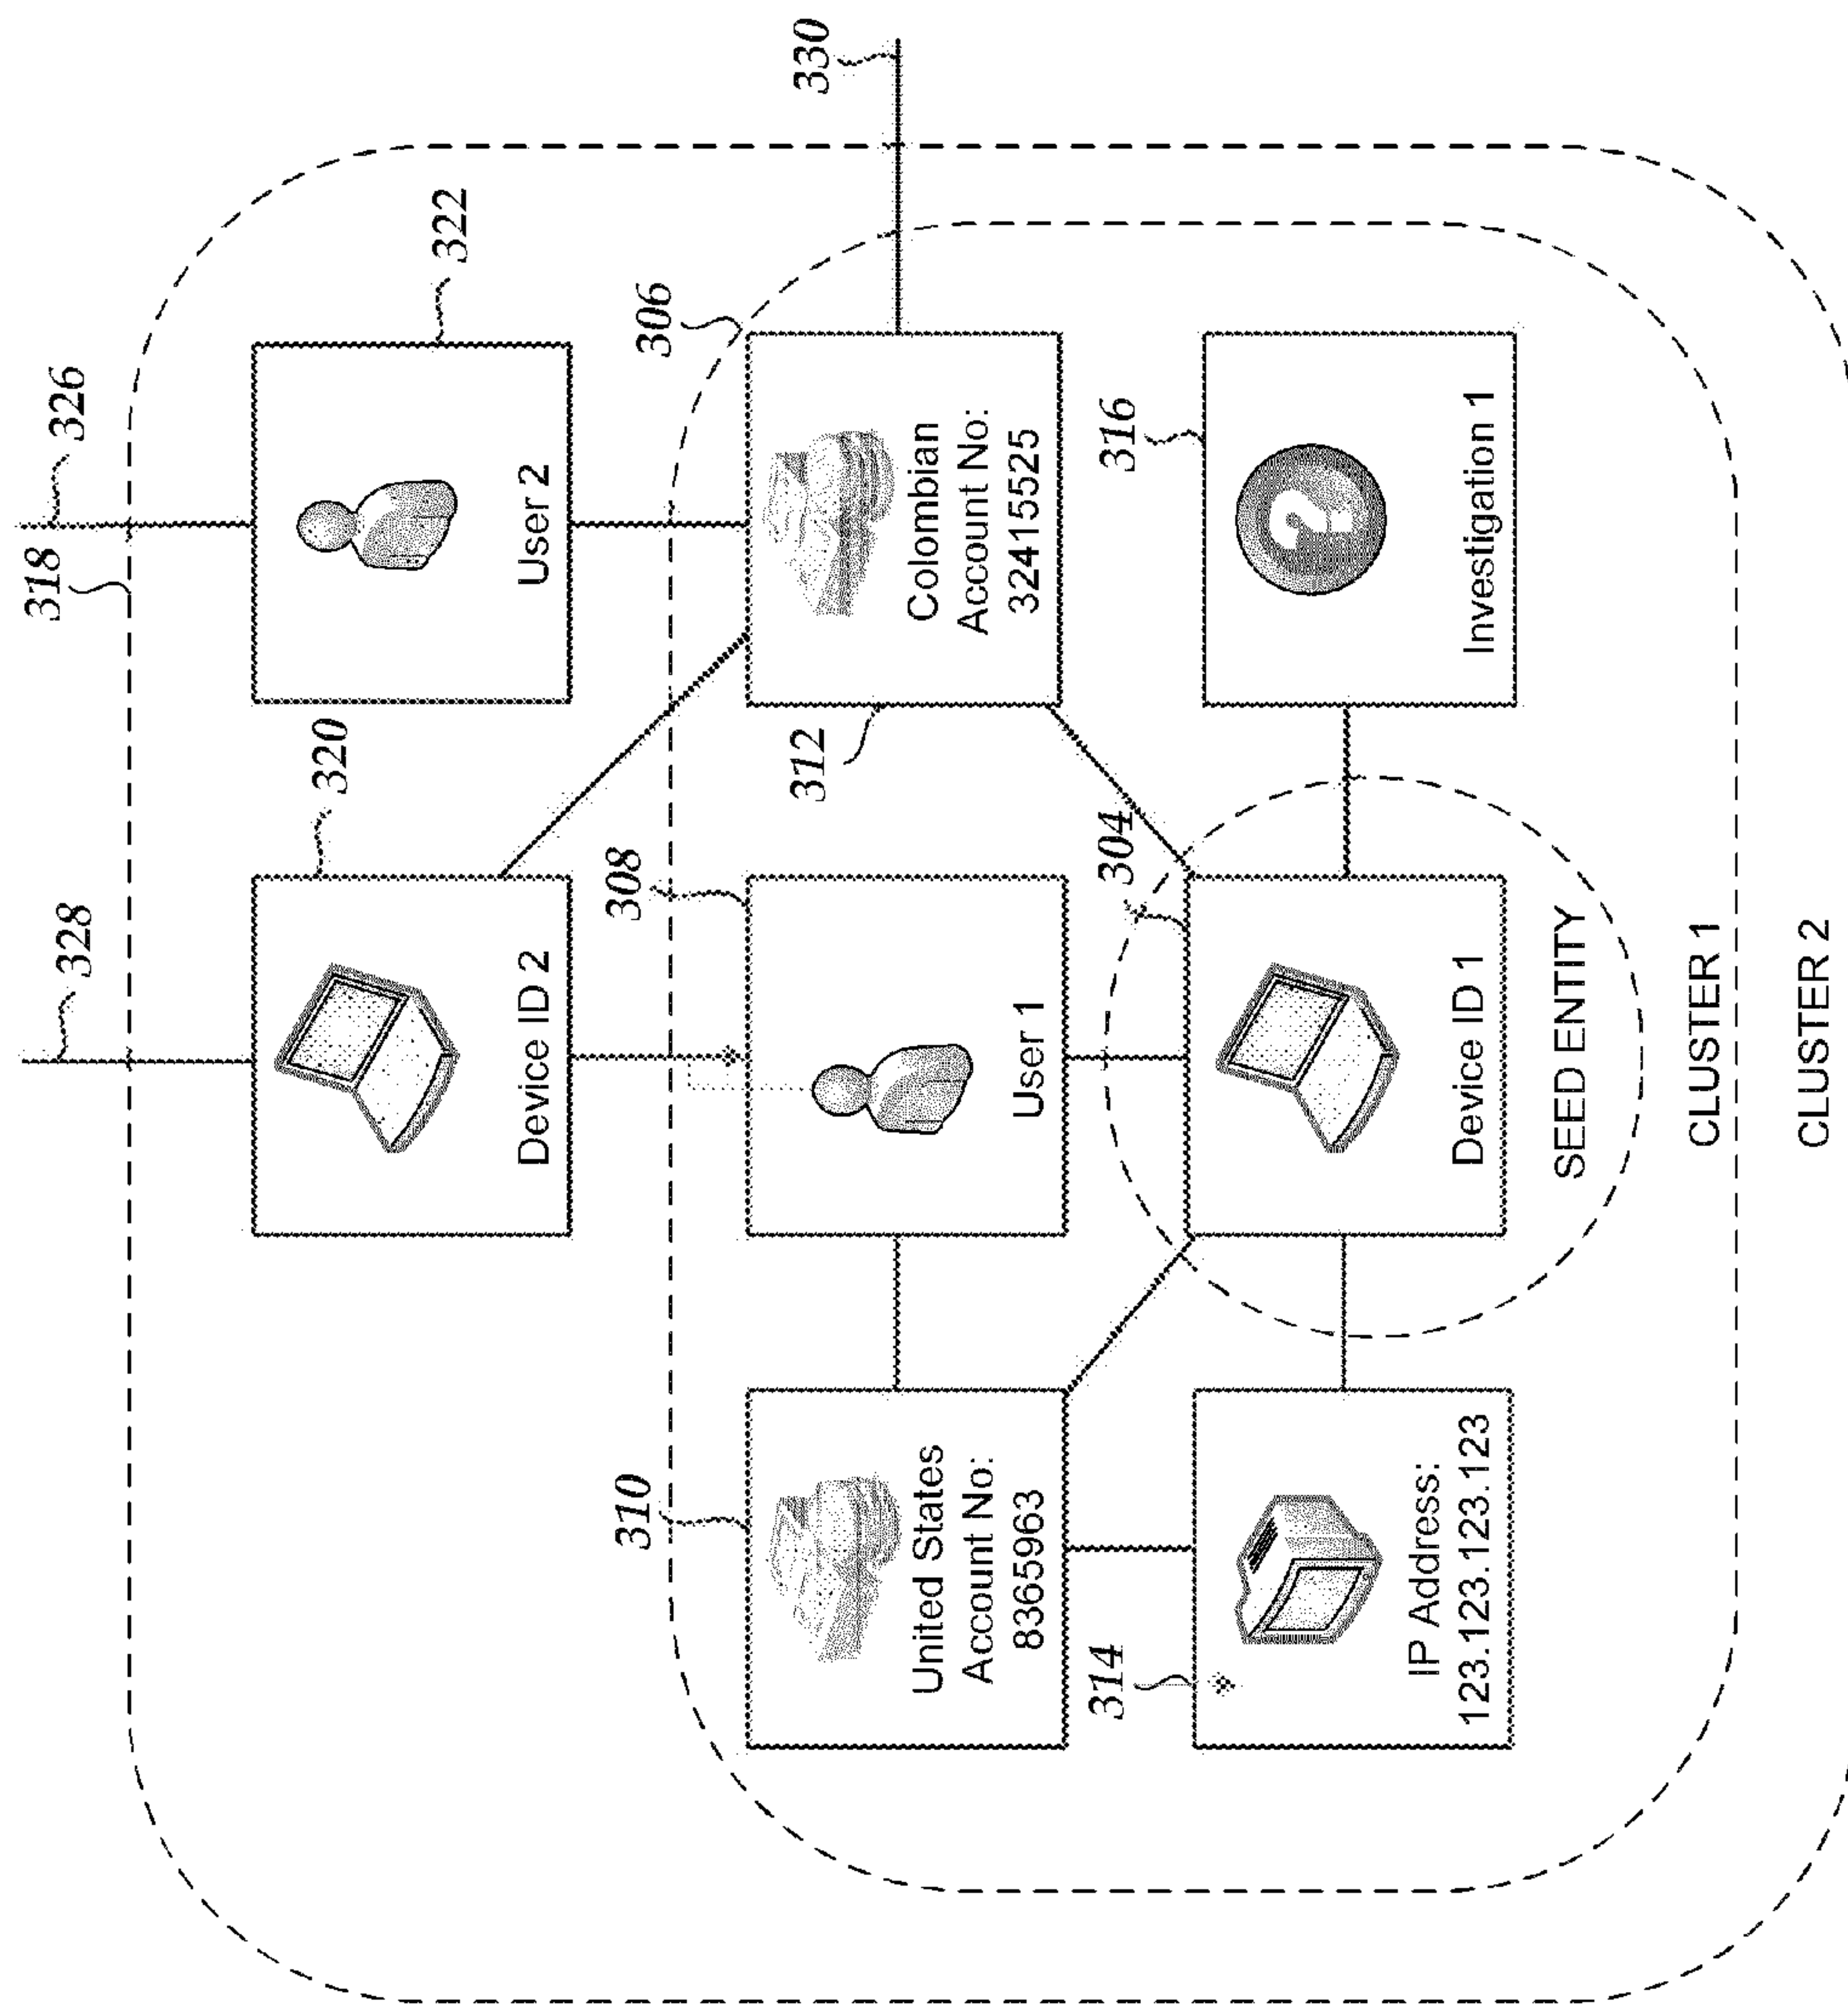 328
318
326
320
322
Device ID 2
User 2
310
308
306
312
330
United States
Account No:
8365963
User 1
Colombian
Account No:
324155525
314
304
316
IP Address:
123.123.123.123
Device ID 1
Investigation 1
SEED ENTITY
CLUSTER 1
CLUSTER 2